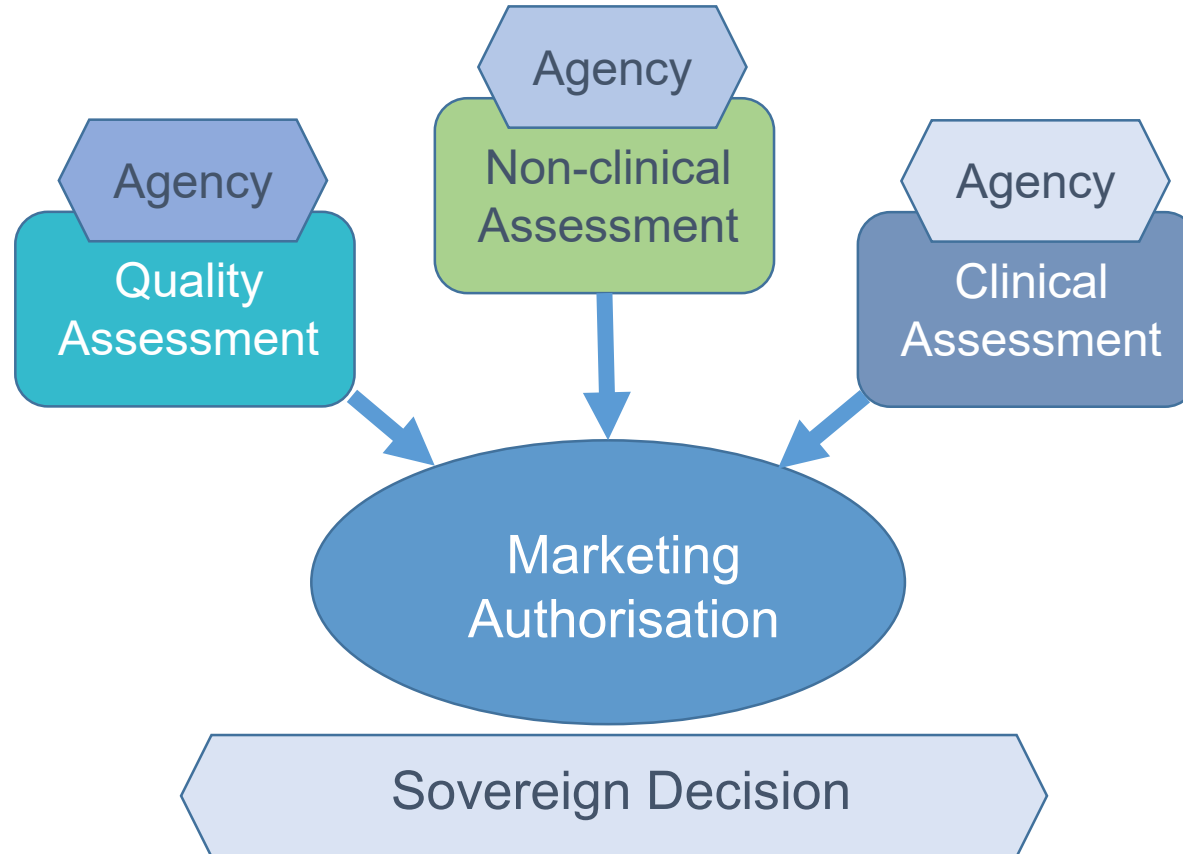 Agency
Quality
Assessment
Agency
Non-clinical
Assessment
Agency
Clinical
Assessment
Marketing
Authorisation
Sovereign Decision